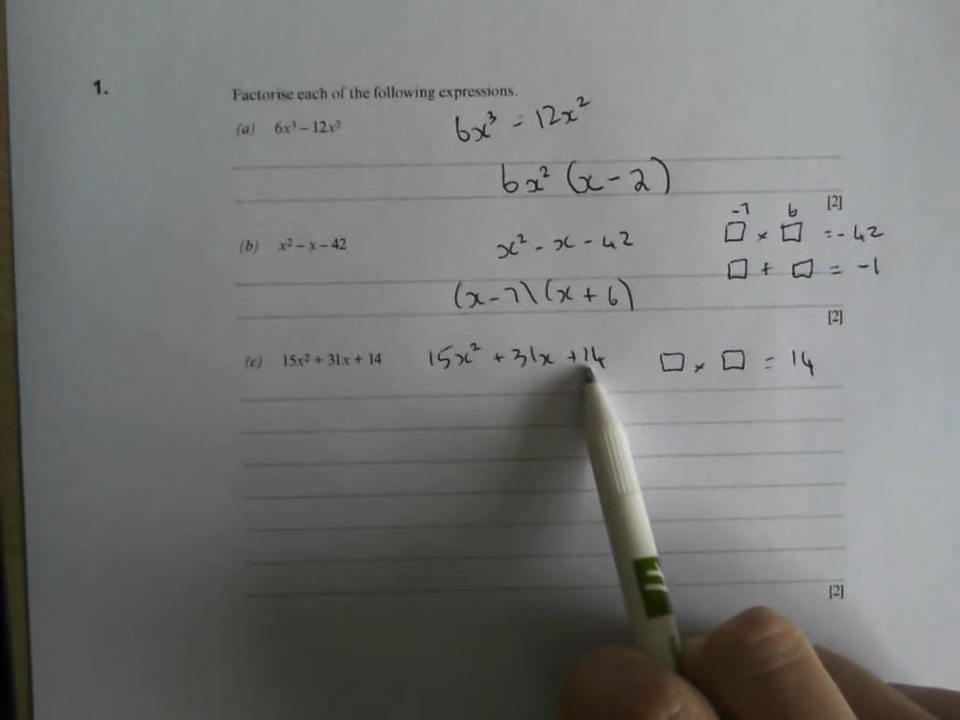 1.
Factorise each of the following expressions.
(a) 6x³ – 12x² 6x³ - 12x²
6x² (x - 2)
[2]
-7 6
(b) x² – x – 42 x² - x - 42 □ × □ = -42
□ + □ = -1
(x - 7)(x + 6)
[2]
(c) 15x² + 31x + 14 15x² + 31x + 14 □ × □ = 14
[2]